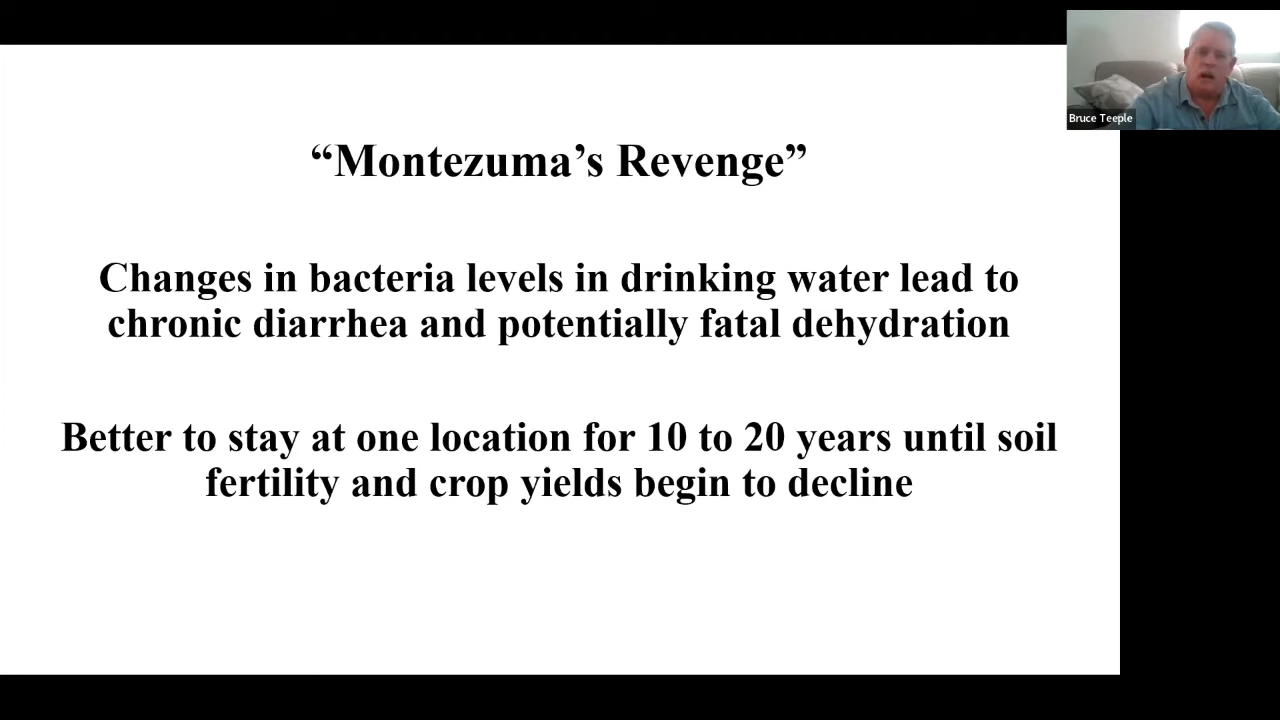 “Montezuma’s Revenge”
Changes in bacteria levels in drinking water lead to
chronic diarrhea and potentially fatal dehydration
Better to stay at one location for 10 to 20 years until soil
fertility and crop yields begin to decline
Bruce Teeple